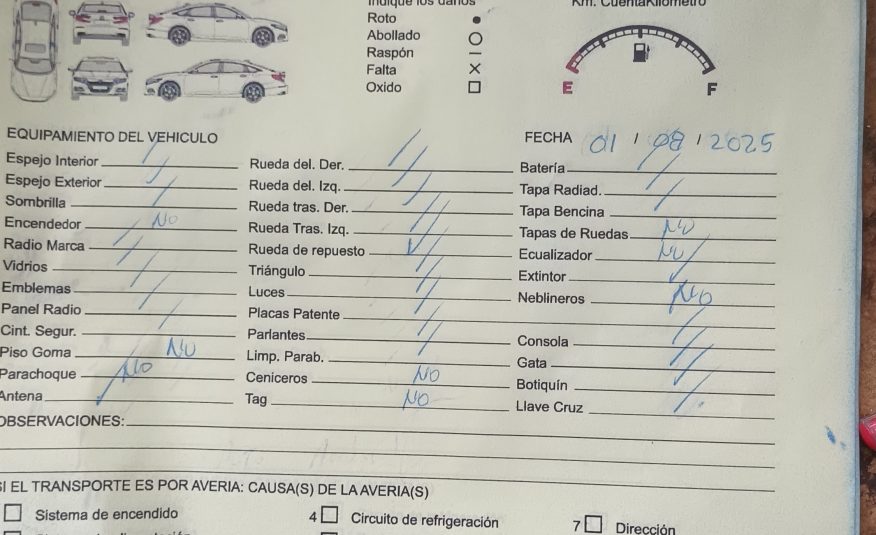 Indique los daños
Km. Cuentakilómetro
Roto
Abollado
Raspón
Falta
Oxido
E F
EQUIPAMIENTO DEL VEHICULO
FECHA 01 / 08 / 2025
Espejo Interior Rueda del. Der. Batería
Espejo Exterior Rueda del. Izq. Tapa Radiad.
Sombrilla Rueda tras. Der. Tapa Bencina
Encendedor NO Rueda Tras. Izq. Tapas de Ruedas NO
Radio Marca Rueda de repuesto Ecualizador NO
Vidrios Triángulo Extintor
Emblemas Luces Neblineros NO
Panel Radio Placas Patente
Cint. Segur. Parlantes Consola
Piso Goma NO Limp. Parab. Gata
Parachoque NO Ceniceros NO Botiquín
Antena Tag NO Llave Cruz
OBSERVACIONES:
SI EL TRANSPORTE ES POR AVERIA: CAUSA(S) DE LA AVERIA(S)
Sistema de encendido 4 Circuito de refrigeración 7 Dirección